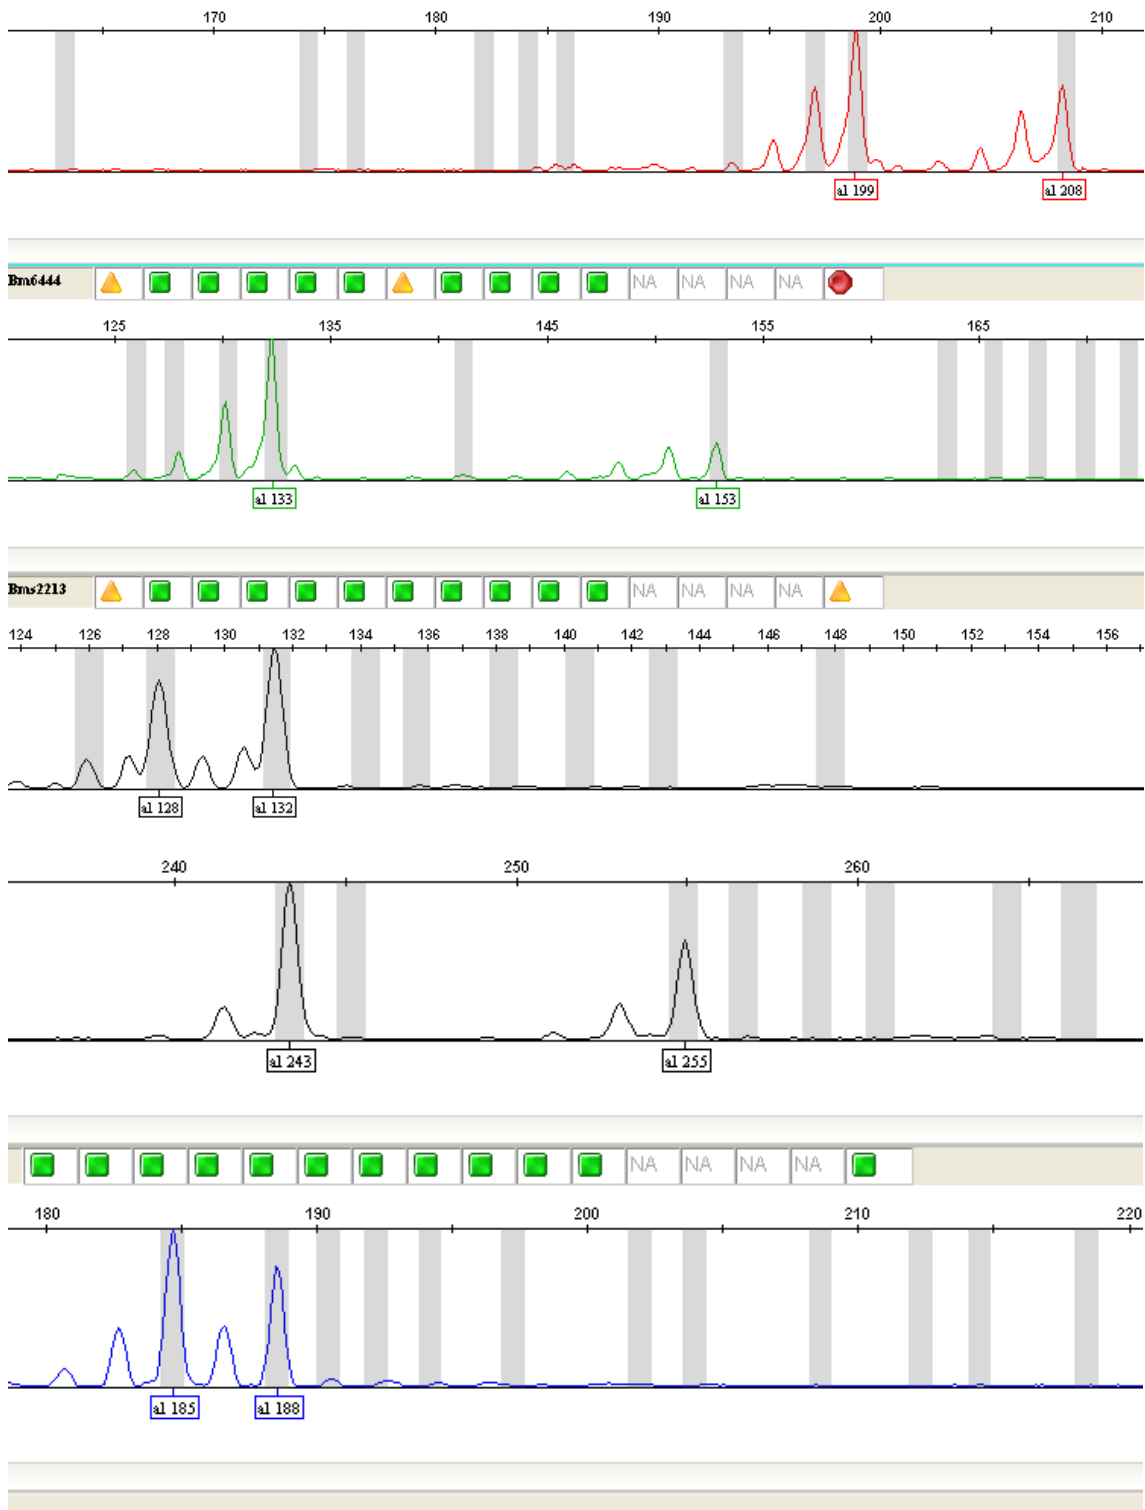 170 180 190 200 210
al 199 al 208
Bm6444 NA NA NA NA
125 135 145 155 165
al 133 al 153
Bms2213 NA NA NA NA
124 126 128 130 132 134 136 138 140 142 144 146 148 150 152 154 156
al 128 al 132
240 250 260
al 243 al 255
NA NA NA NA
180 190 200 210 220
al 185 al 188